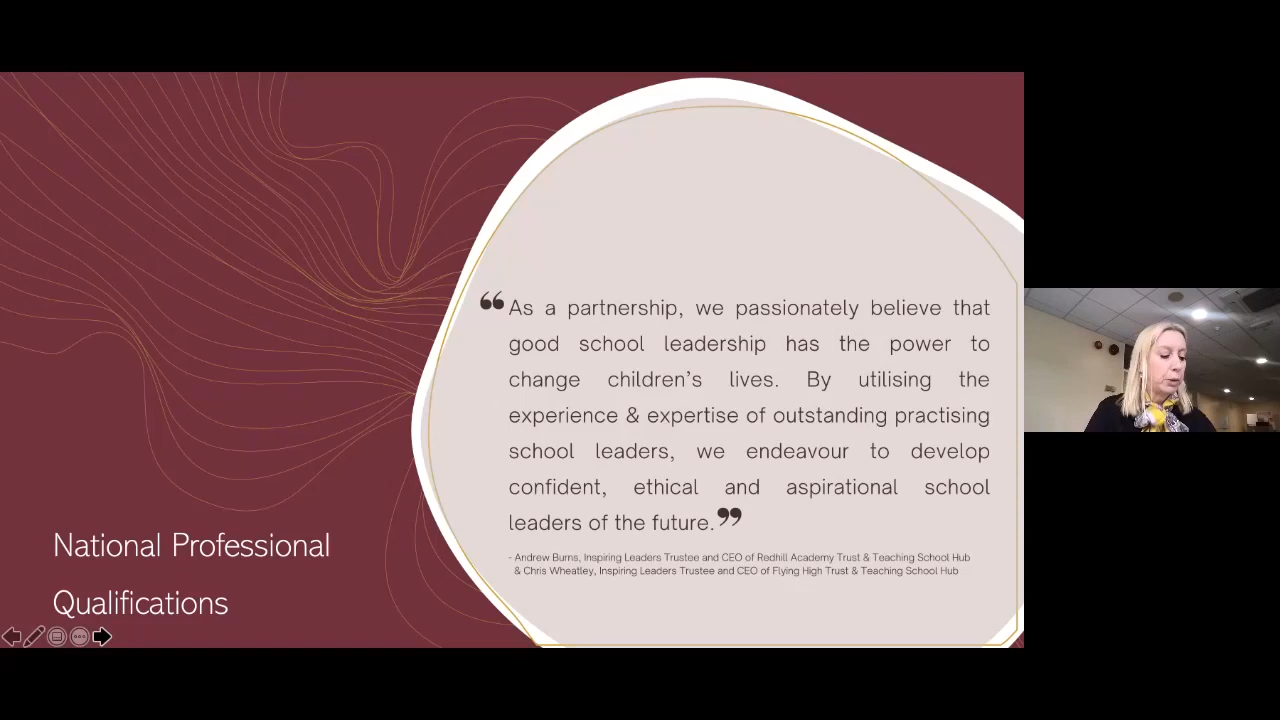 “As a partnership, we passionately believe that
good school leadership has the power to
change children’s lives. By utilising the
experience & expertise of outstanding practising
school leaders, we endeavour to develop
confident, ethical and aspirational school
leaders of the future.”
- Andrew Burns, Inspiring Leaders Trustee and CEO of Redhill Academy Trust & Teaching School Hub
& Chris Wheatley, Inspiring Leaders Trustee and CEO of Flying High Trust & Teaching School Hub
National Professional
Qualifications